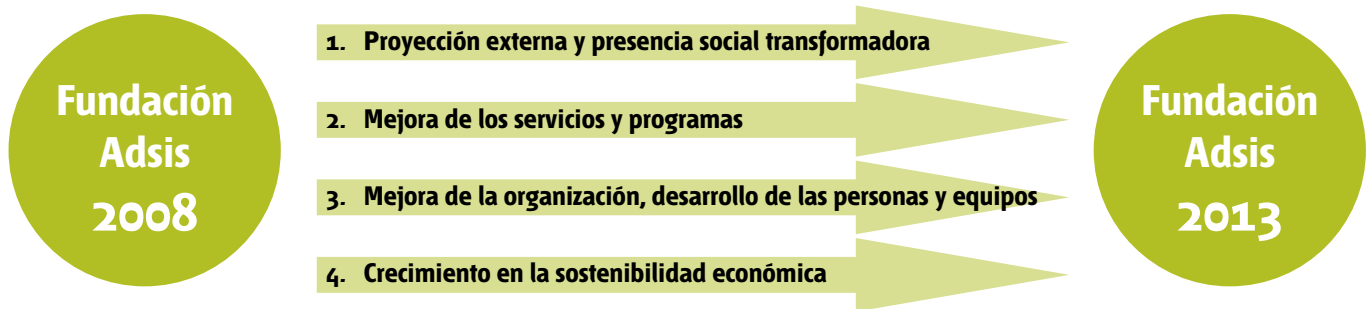 Fundación
Adsis
2008
1. Proyección externa y presencia social transformadora
2. Mejora de los servicios y programas
3. Mejora de la organización, desarrollo de las personas y equipos
4. Crecimiento en la sostenibilidad económica
Fundación
Adsis
2013